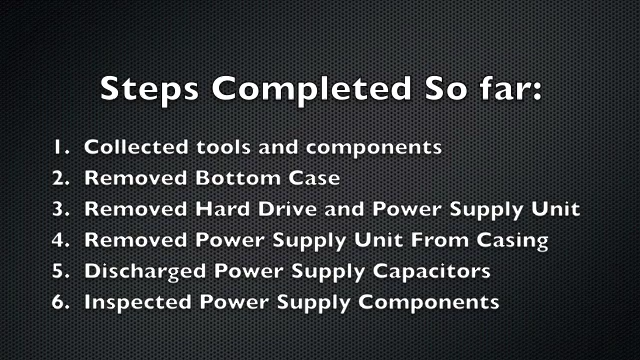 Steps Completed So far:
1. Collected tools and components
2. Removed Bottom Case
3. Removed Hard Drive and Power Supply Unit
4. Removed Power Supply Unit From Casing
5. Discharged Power Supply Capacitors
6. Inspected Power Supply Components